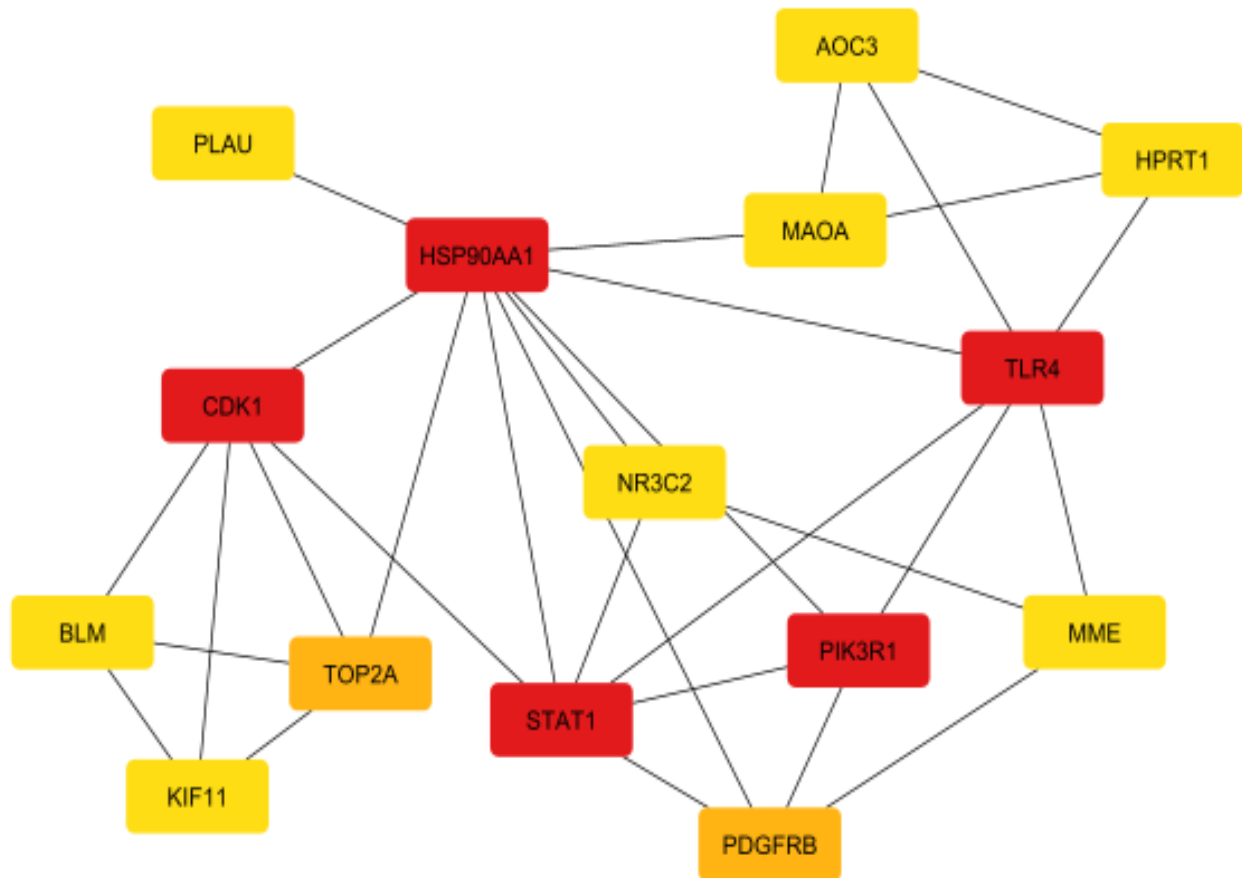 AOC3
PLAU
HPRT1
MAOA
HSP90AA1
TLR4
CDK1
NR3C2
BLM
MME
PIK3R1
TOP2A
STAT1
KIF11
PDGFRB